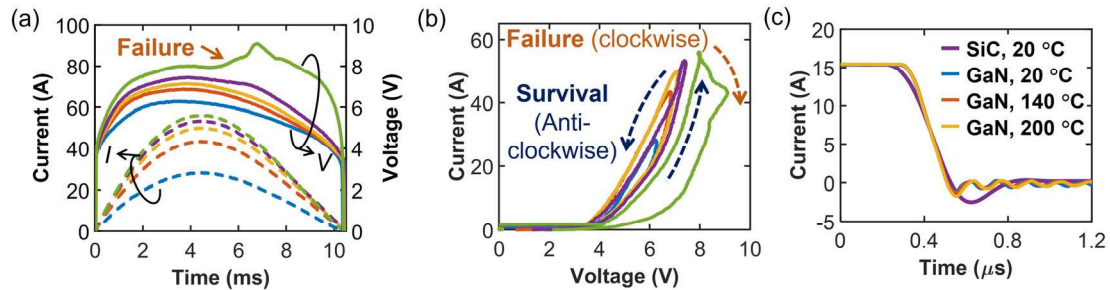 (a)
100
80
60
40
20
0
Current (A)
Failure
I
V
10
8
6
4
2
0
Voltage (V)
0 2 4 6 8 10
Time (ms)
(b)
60
40
20
0
Current (A)
Failure (clockwise)
Survival
(Anti-
clockwise)
0 2 4 6 8 10
Voltage (V)
(c)
20
15
10
5
0
-5
Current (A)
SiC, 20 °C
GaN, 20 °C
GaN, 140 °C
GaN, 200 °C
0 0.4 0.8 1.2
Time (μs)